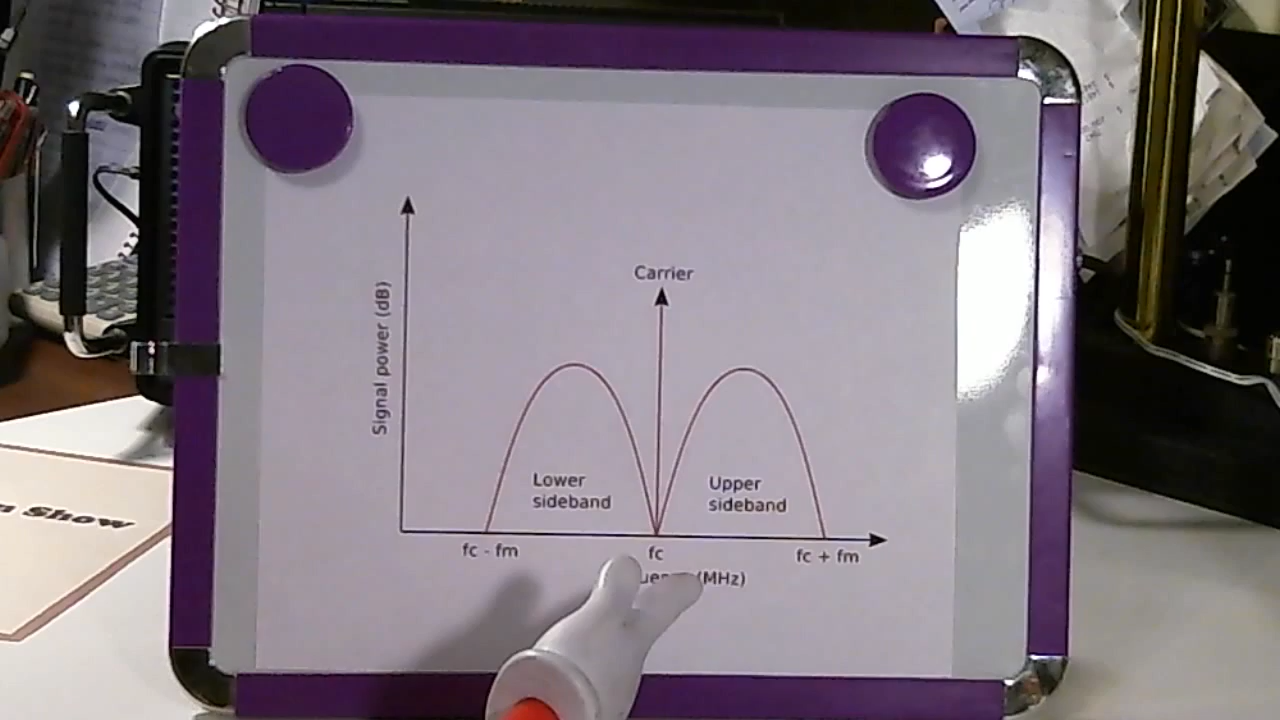 Carrier
Signal power (dB)
Lower
sideband
Upper
sideband
fc - fm
fc
fc + fm
(MHz)
Show